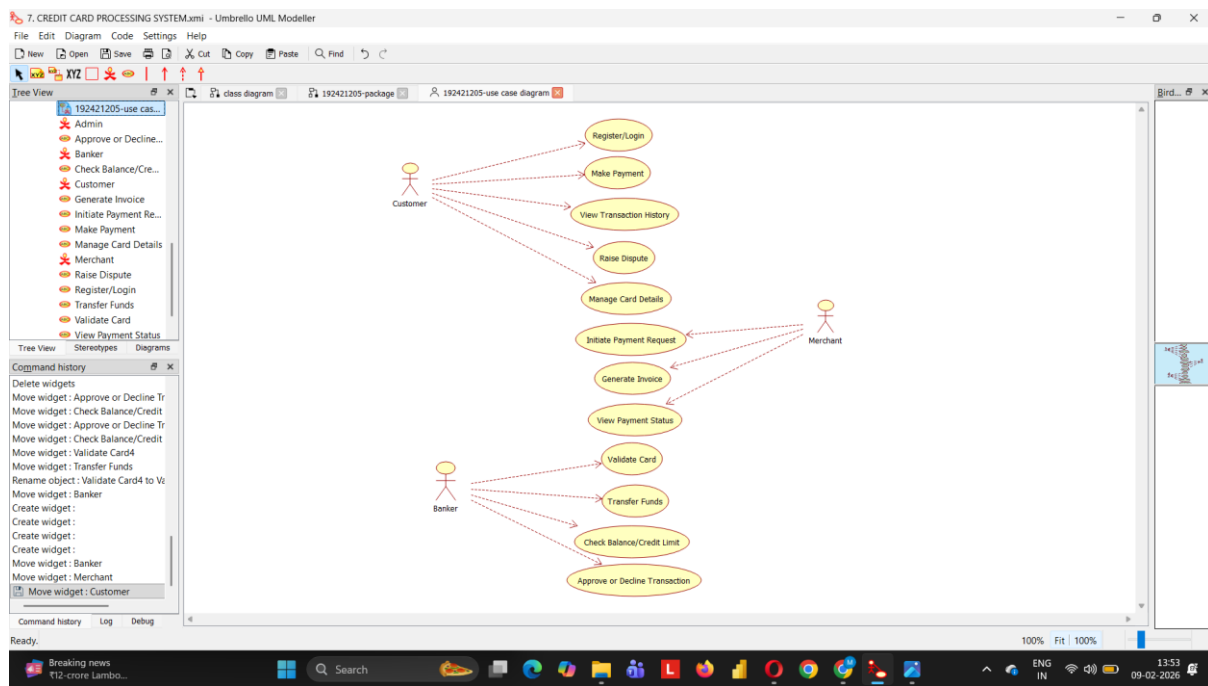 7. CREDIT CARD PROCESSING SYSTEM.xmi - Umbrello UML Modeller
File Edit Diagram Code Settings Help
New Open Save Cut Copy Paste Find
XYZ
Tree View
class diagram
192421205-package
192421205-use case diagram
Bird...
192421205-use cas...
Admin
Approve or Decline...
Banker
Check Balance/Cre...
Customer
Generate Invoice
Initiate Payment Re...
Make Payment
Manage Card Details
Merchant
Raise Dispute
Register/Login
Transfer Funds
Validate Card
View Payment Status
Tree View Stereotypes Diagrams
Command history
Delete widgets
Move widget : Approve or Decline Tr
Move widget : Check Balance/Credit
Move widget : Approve or Decline Tr
Move widget : Check Balance/Credit
Move widget : Validate Card4
Move widget : Transfer Funds
Rename object : Validate Card4 to Va
Move widget : Banker
Create widget :
Create widget :
Create widget :
Create widget :
Move widget : Banker
Move widget : Merchant
Move widget : Customer
Command history Log Debug
Register/Login
Make Payment
Customer
View Transaction History
Raise Dispute
Manage Card Details
Initiate Payment Request
Merchant
Generate Invoice
View Payment Status
Validate Card
Transfer Funds
Banker
Check Balance/Credit Limit
Approve or Decline Transaction
Ready.
100% Fit 100%
Breaking news
₹12-crore Lambo...
Search
ENG
IN
13:53
09-02-2026